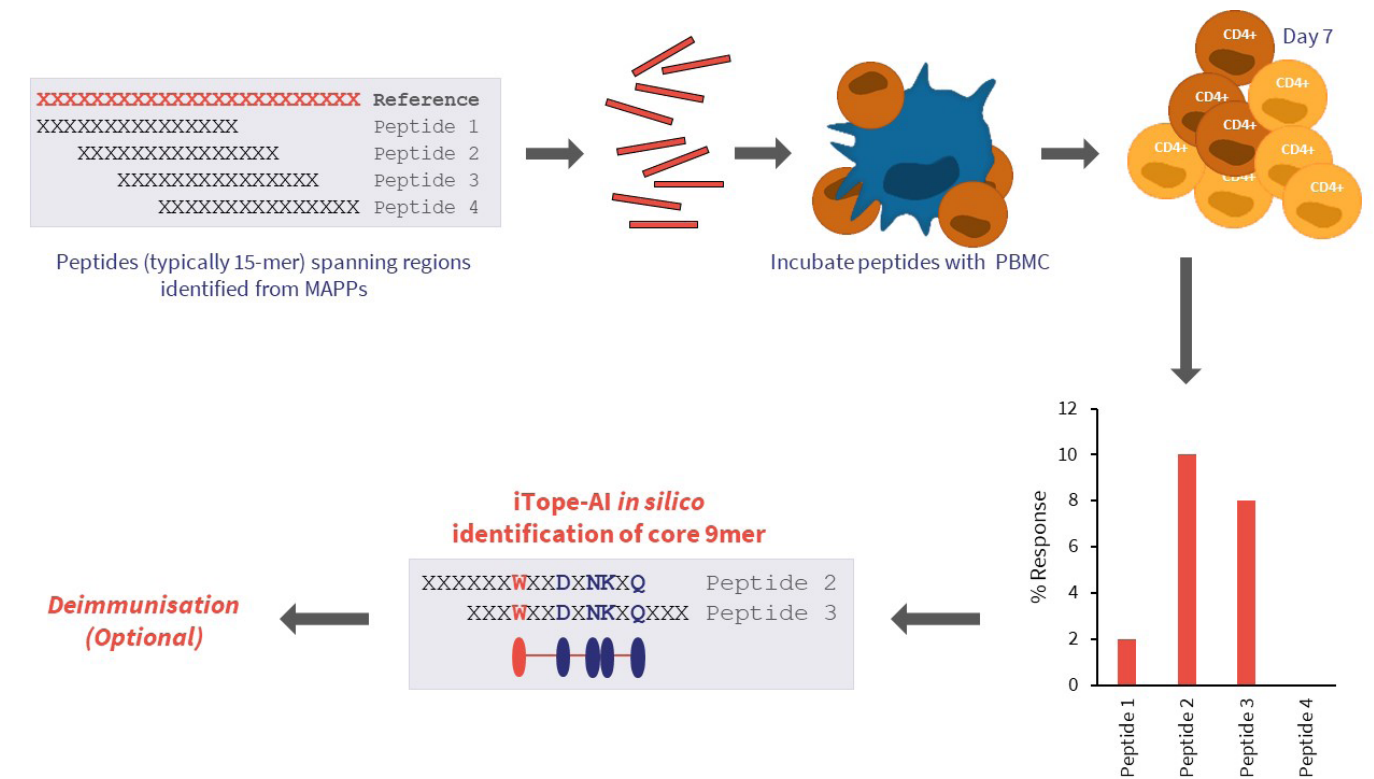 XXXXXXXXXXXXXXXXXXXXXXXX Reference
XXXXXXXXXXXXXXX Peptide 1
XXXXXXXXXXXXXXX Peptide 2
XXXXXXXXXXXXXXX Peptide 3
XXXXXXXXXXXXXXX Peptide 4
Peptides (typically 15-mer) spanning regions
identified from MAPPs
Incubate peptides with PBMC
CD4+
Day 7
CD4+
CD4+
CD4+
CD4+
CD4+
CD4+
% Response
12
10
8
6
4
2
0
Peptide 1
Peptide 2
Peptide 3
Peptide 4
iTope-AI in silico
identification of core 9mer
XXXXXXWXXDXNKXQ Peptide 2
XXXWXXDXNKXQXXX Peptide 3
Deimmunisation
(Optional)